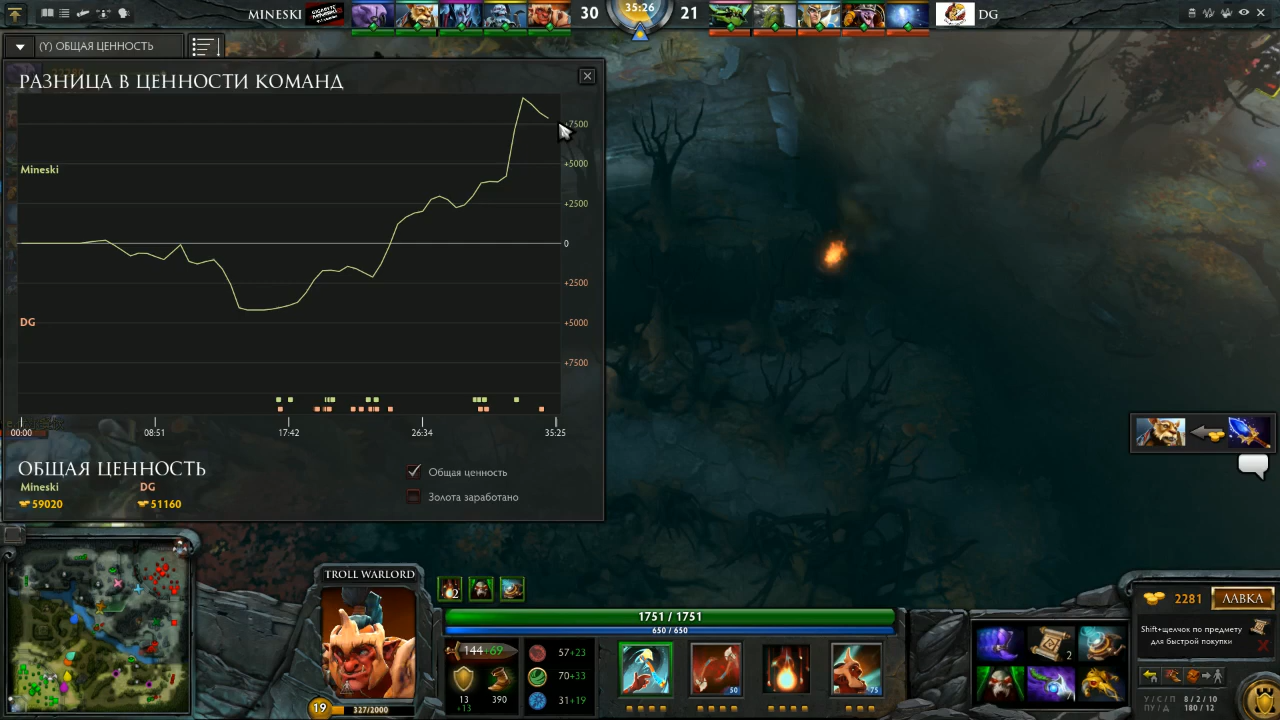 MINESKI
30
35:26
21
DG
(Y) ОБЩАЯ ЦЕННОСТЬ
РАЗНИЦА В ЦЕННОСТИ КОМАНД
+7500
+5000
Mineski
+2500
0
+2500
DG
+5000
+7500
00:00
08:51
17:42
26:34
35:25
ОБЩАЯ ЦЕННОСТЬ
Mineski
DG
59020
51160
Общая ценность
Золота заработано
TROLL WARLORD
2
1751 / 1751
650 / 650
144+69
13
+13
390
57+23
70+33
31+19
50
75
19
327/2000
2
2281
ЛАВКА
Shift+щелчок по предмету
для быстрой покупки
У / С / П 8 / 2 / 10
ПУ / Д 180 / 12